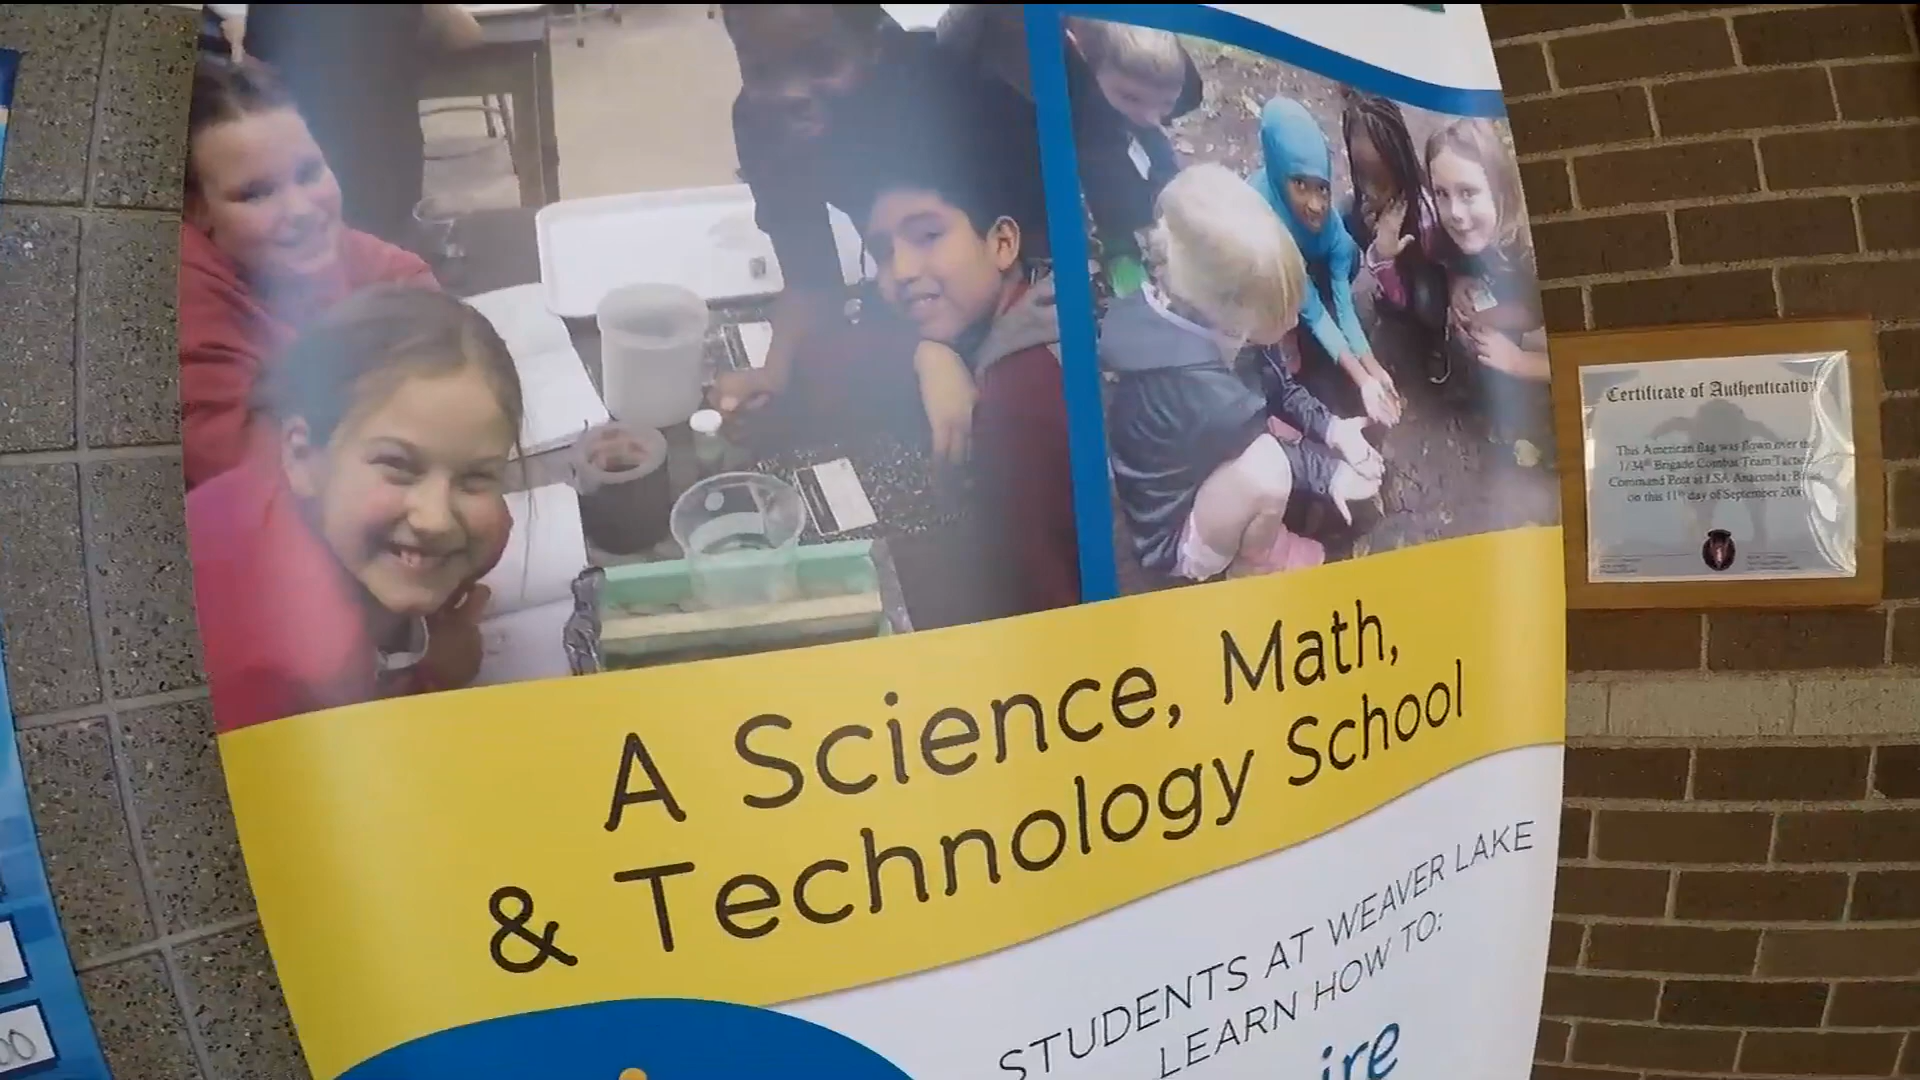 A Science, Math,
& Technology School
STUDENTS AT WEAVER LAKE
LEARN HOW TO:
ire
Certificate of Authentication
This American flag was flown over the
1/34th Brigade Combat Team Tactical
Command Post at LSA Anaconda,
on this 11th day of September
00